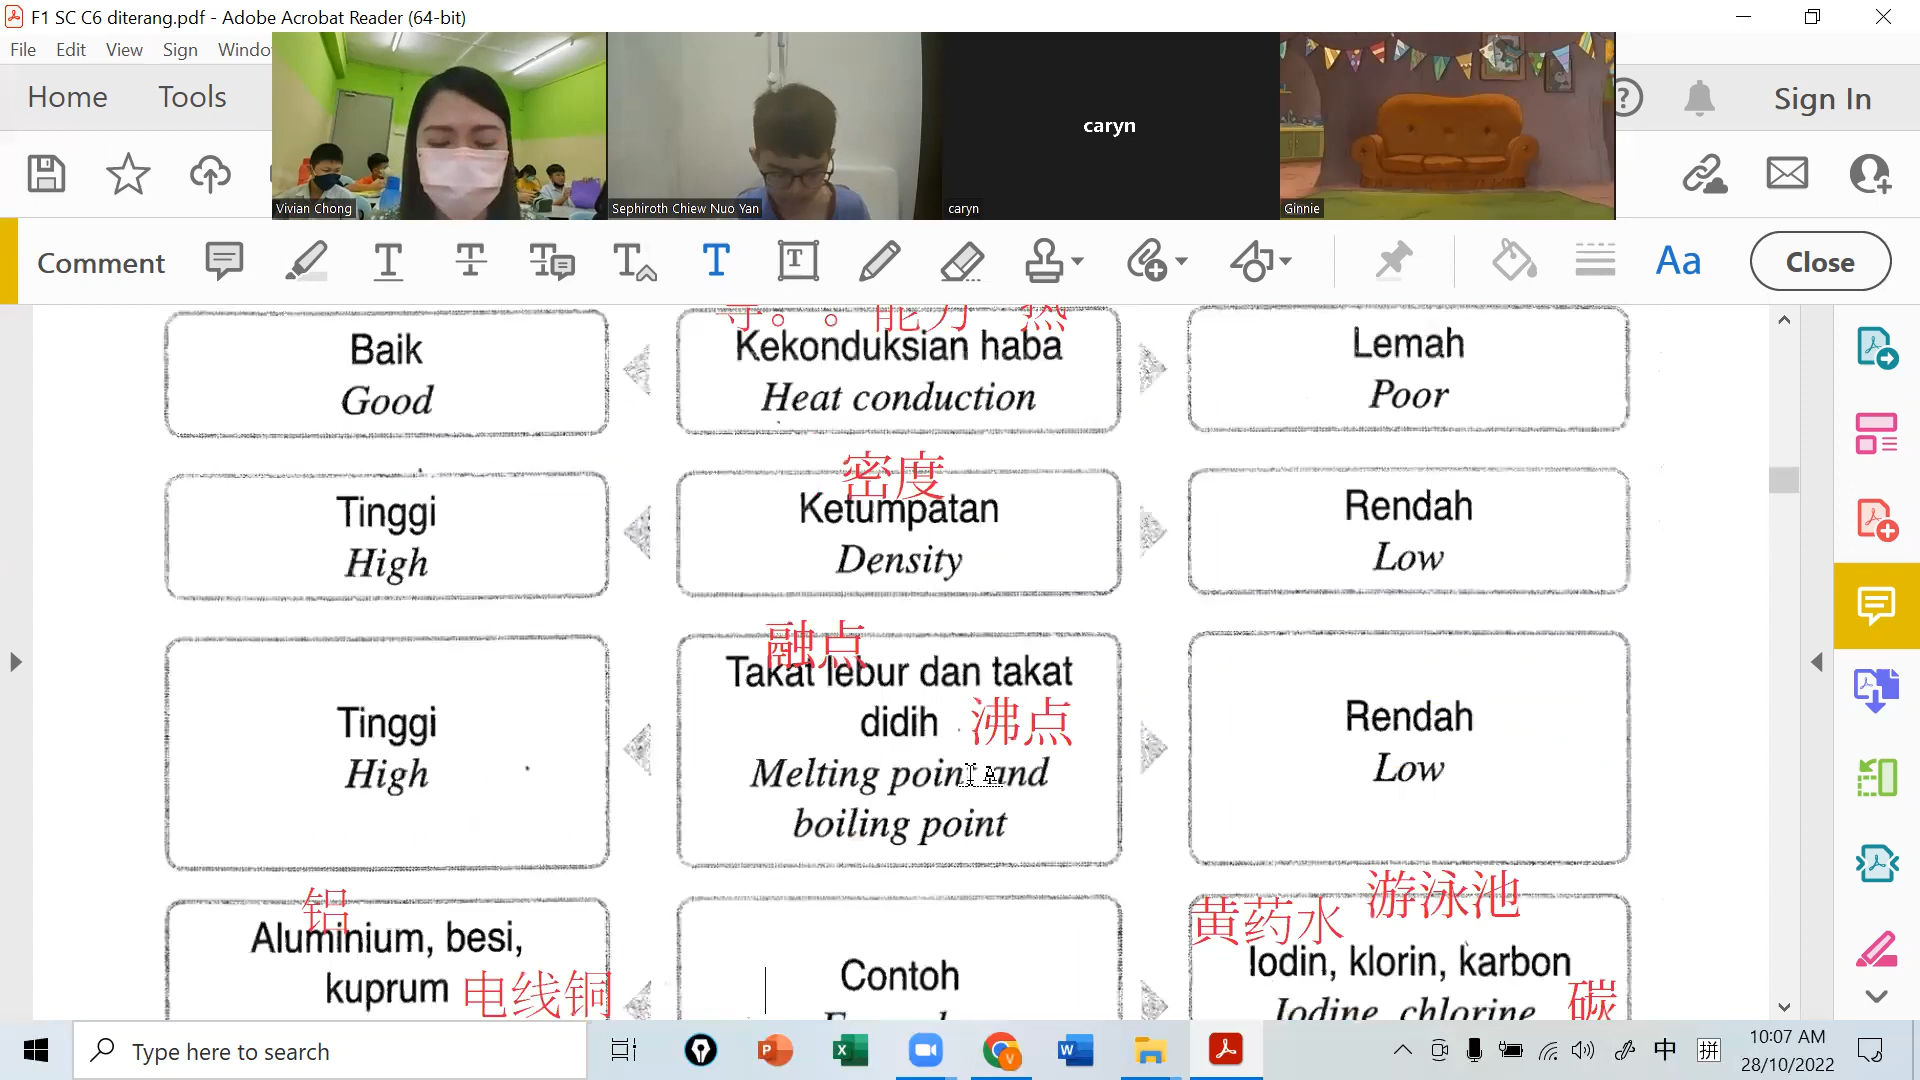 F1 SC C6 diterang.pdf - Adobe Acrobat Reader (64-bit)
File Edit View Sign Windo
Home Tools
Sign In
Vivian Chong
Sephiroth Chiew Nuo Yan
caryn
caryn
Ginnie
Comment
Aa
Close
Baik
Good
Kekonduksian haba
Heat conduction
Lemah
Poor
Tinggi
High
密度
Ketumpatan
Density
Rendah
Low
Tinggi
High
融点
Takat lebur dan takat
didih 沸点
Melting point and
boiling point
Rendah
Low
铝
Aluminium, besi,
kuprum 电线铜
Contoh
黄药水 游泳池
Iodin, klorin, karbon
Iodine, chlorine 碳
Type here to search
中 拼
10:07 AM
28/10/2022